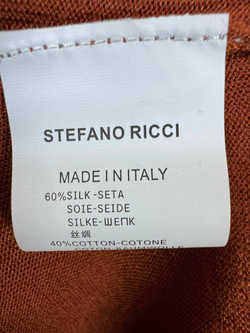 STEFANO RICCI
MADE IN ITALY
60%SILK-SETA
SOIE-SEIDE
SILKE-ШЕПК
丝绸
40%COTTON-COTONE